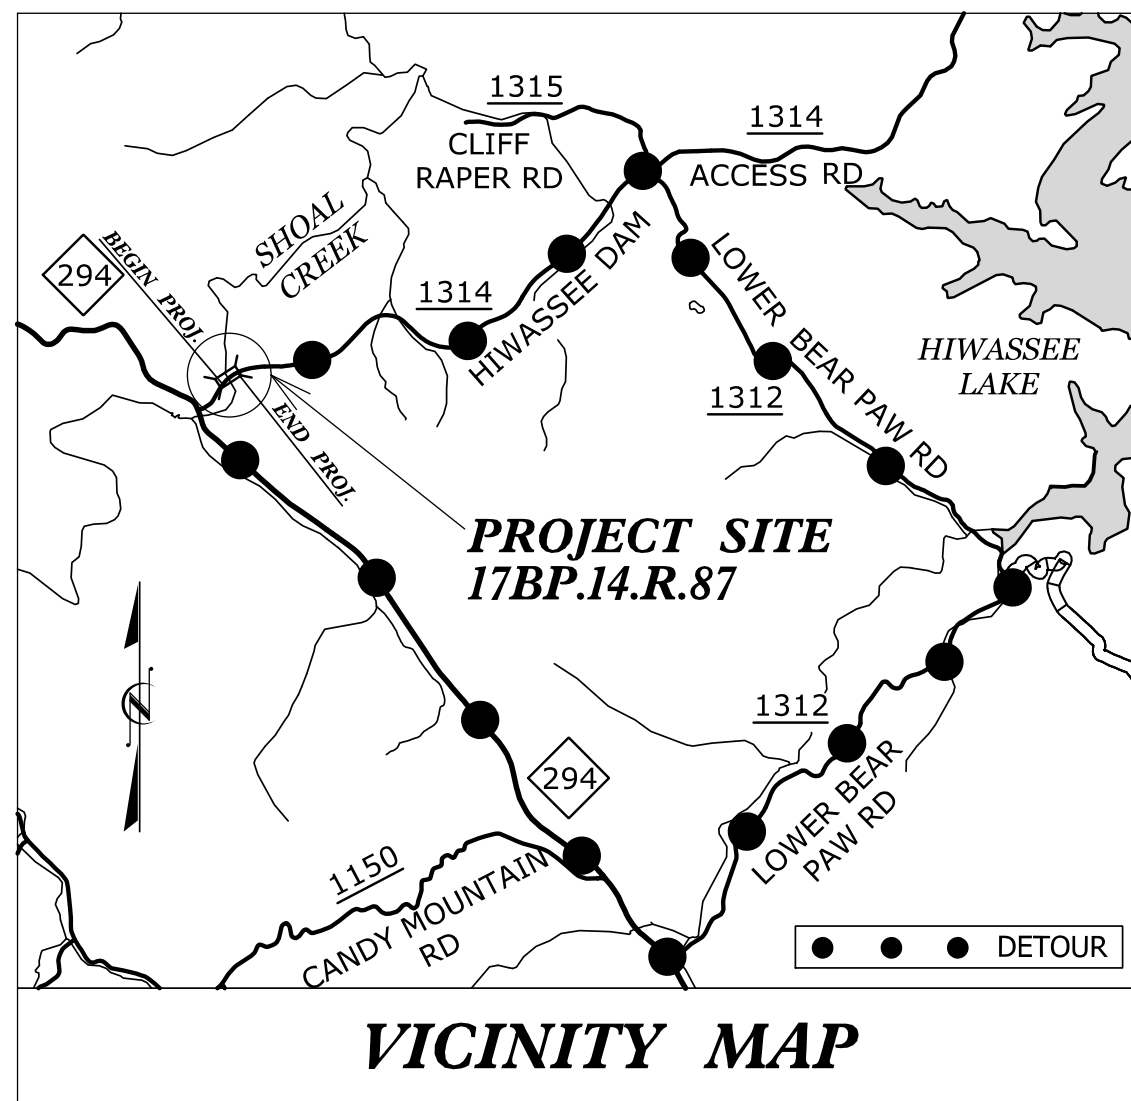 1315
1314
CLIFF
RAPER RD
ACCESS RD
SHOAL
CREEK
294
BEGIN PROJ.
1314
HIWASSEE DAM
LOWER BEAR PAW RD
HIWASSEE
LAKE
1312
END PROJ.
PROJECT SITE
17BP.14.R.87
N
1312
294
LOWER BEAR
PAW RD
1150
CANDY MOUNTAIN
RD
DETOUR
VICINITY MAP